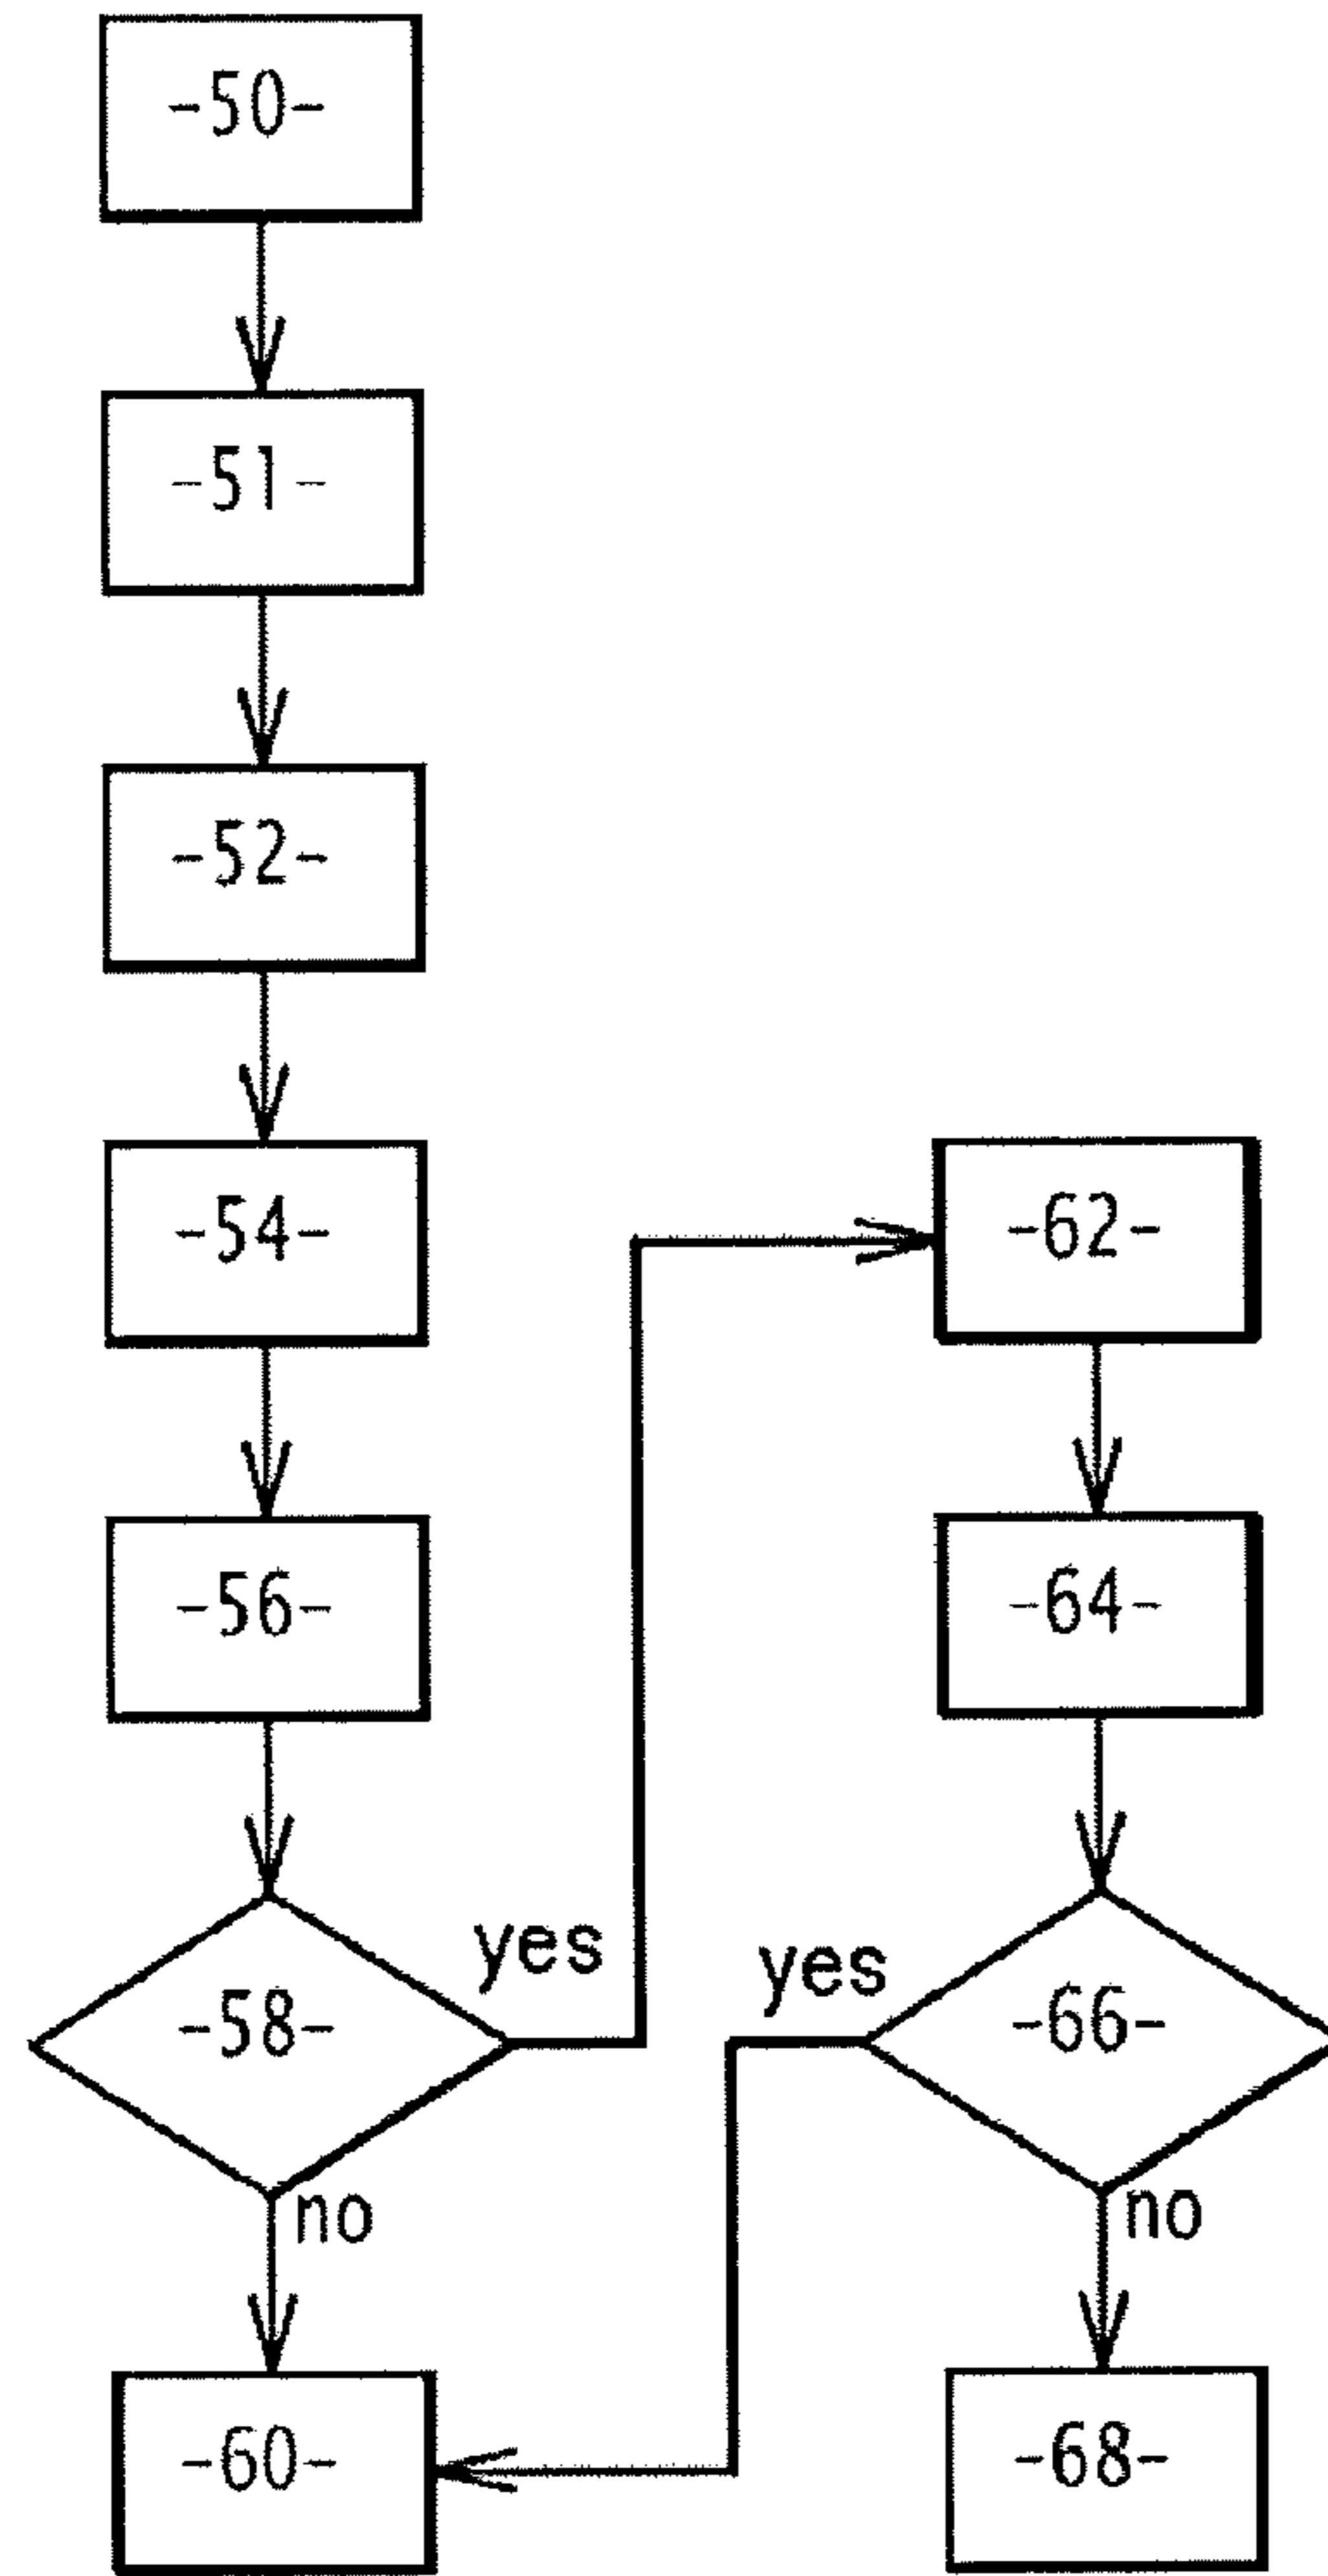 -50-
-51-
-52-
-54-
-56-
-58-
yes
no
-60-
-62-
-64-
-66-
yes
no
-68-